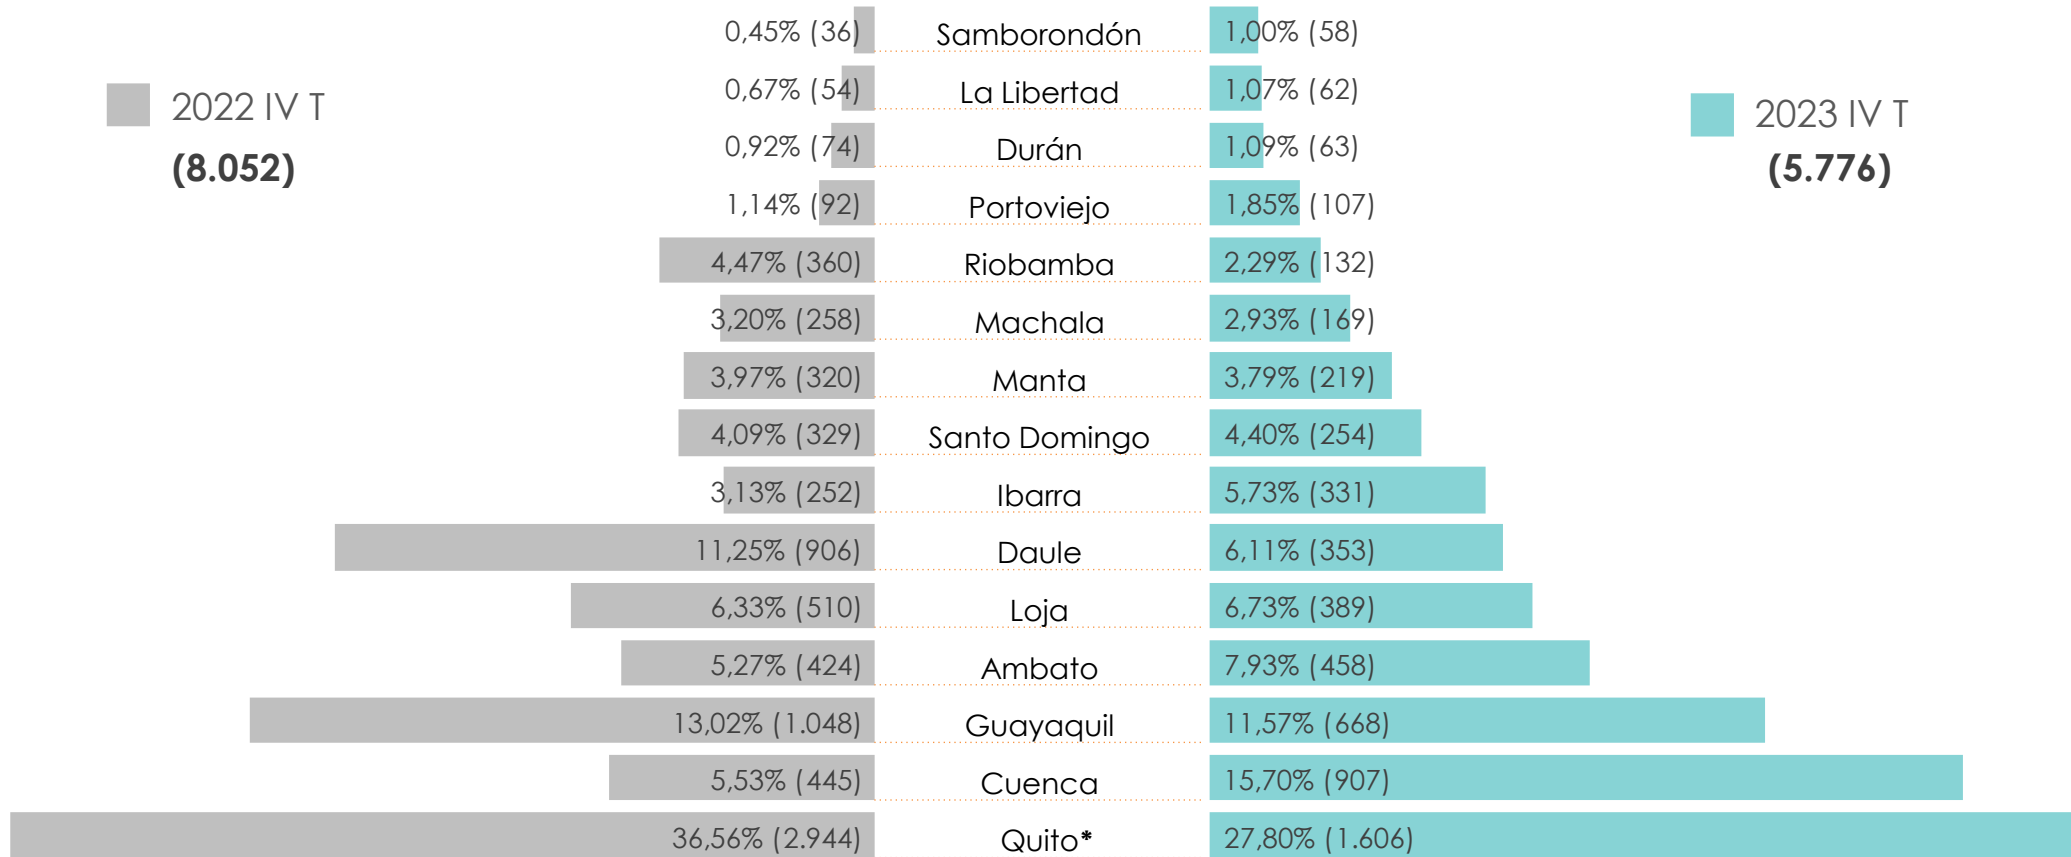 0,45% (36) Samborondón 1,00% (58)
0,67% (54) La Libertad 1,07% (62)
2022 IV T
(8.052)
2023 IV T
(5.776)
0,92% (74) Durán 1,09% (63)
1,14% (92) Portoviejo 1,85% (107)
4,47% (360) Riobamba 2,29% (132)
3,20% (258) Machala 2,93% (169)
3,97% (320) Manta 3,79% (219)
4,09% (329) Santo Domingo 4,40% (254)
3,13% (252) Ibarra 5,73% (331)
11,25% (906) Daule 6,11% (353)
6,33% (510) Loja 6,73% (389)
5,27% (424) Ambato 7,93% (458)
13,02% (1.048) Guayaquil 11,57% (668)
5,53% (445) Cuenca 15,70% (907)
36,56% (2.944) Quito* 27,80% (1.606)